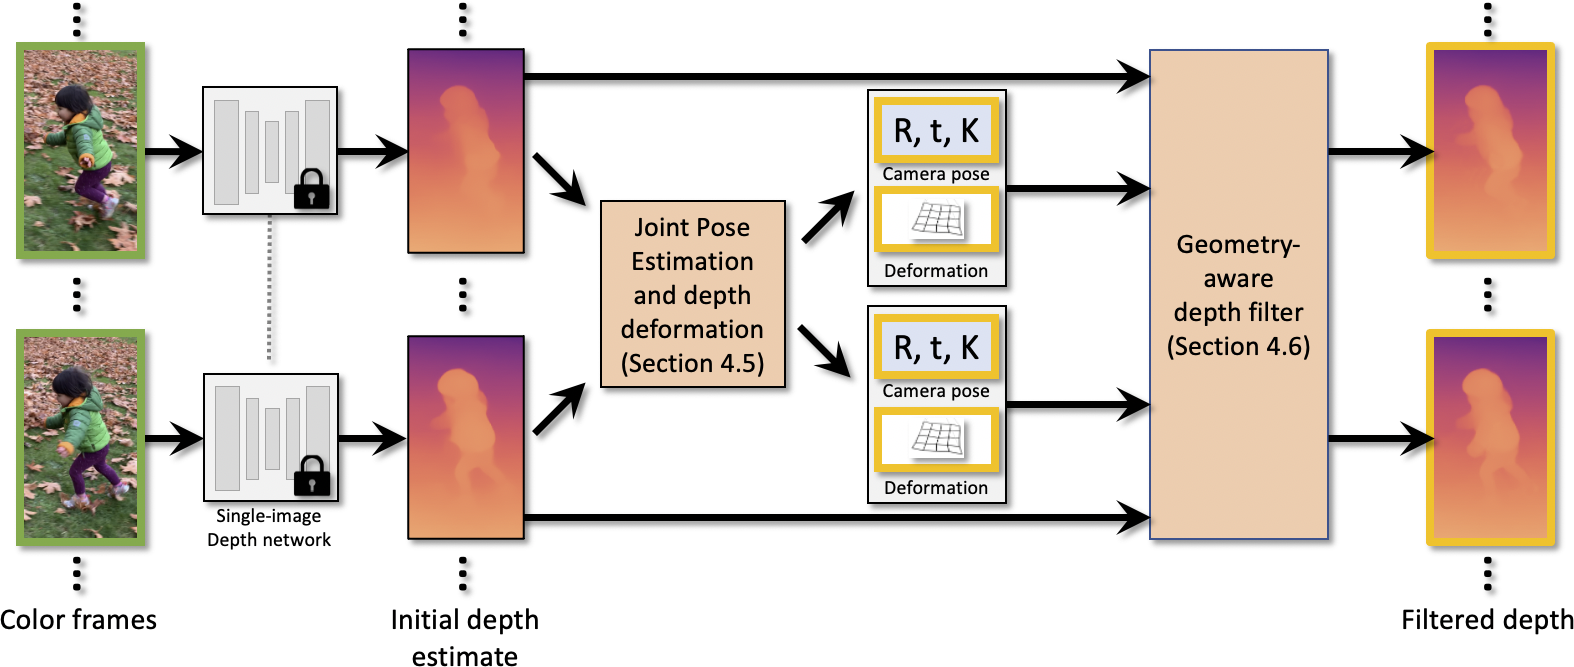 Color frames
Single-image
Depth network
Initial depth
estimate
Joint Pose
Estimation
and depth
deformation
(Section 4.5)
R, t, K
Camera pose
Deformation
R, t, K
Camera pose
Deformation
Geometry-
aware
depth filter
(Section 4.6)
Filtered depth